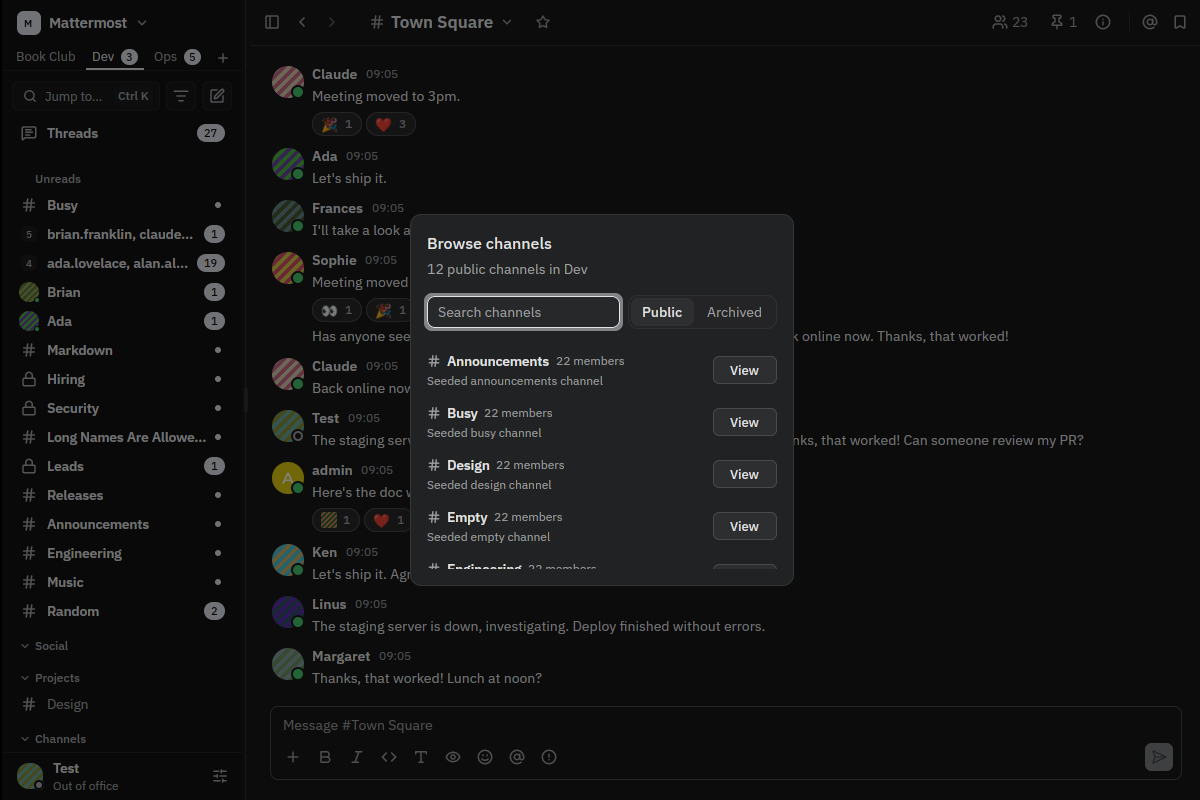 M Mattermost
Book Club Dev 3 Ops 5
Jump to... Ctrl K
Threads 27
Unreads
Busy
5 brian.franklin, claude... 1
4 ada.lovelace, alan.al... 19
Brian 1
Ada 1
Markdown
Hiring
Security
Long Names Are Allowe...
Leads 1
Releases
Announcements
Engineering
Music
Random 2
Social
Projects
Design
Channels
Test
Out of office
Town Square
23
1
Claude 09:05
Meeting moved to 3pm.
1 3
Ada 09:05
Let's ship it.
Frances 09:05
I'll take a look a
Sophie 09:05
Meeting moved
1 1
Has anyone see k online now. Thanks, that worked!
Claude 09:05
Back online now
Test 09:05
The staging serv nks, that worked! Can someone review my PR?
A admin 09:05
Here's the doc w
1 1
Ken 09:05
Let's ship it. Agr
Linus 09:05
The staging server is down, investigating. Deploy finished without errors.
Margaret 09:05
Thanks, that worked! Lunch at noon?
Message #Town Square
Browse channels
12 public channels in Dev
Search channels
Public Archived
Announcements 22 members
Seeded announcements channel
View
Busy 22 members
Seeded busy channel
View
Design 22 members
Seeded design channel
View
Empty 22 members
Seeded empty channel
View
Engineering 22 members